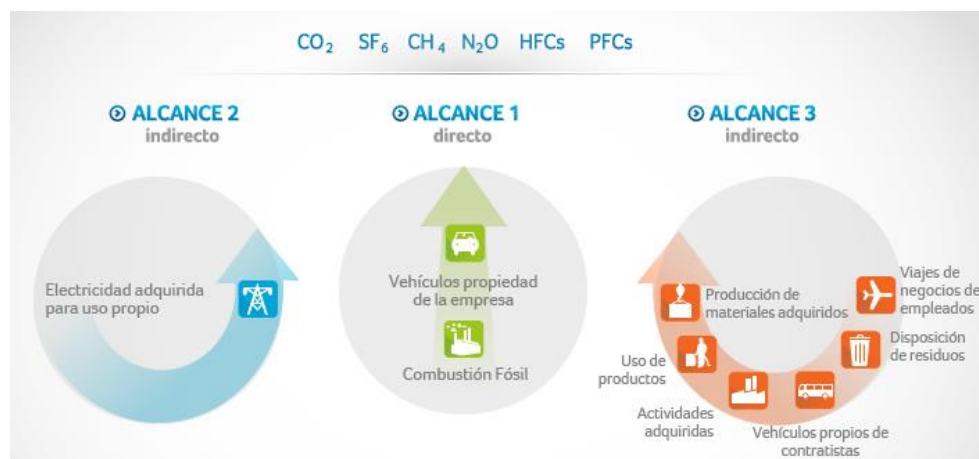 CO2 SF6 CH4 N2O HFCs PFCs
ALCANCE 2
indirecto
Electricidad adquirida
para uso propio
ALCANCE 1
directo
Vehículos propiedad
de la empresa
Combustión Fósil
ALCANCE 3
indirecto
Producción de
materiales adquiridos
Uso de
productos
Actividades
adquiridas
Vehículos propios de
contratistas
Disposición
de residuos
Viajes de
negocios de
empleados